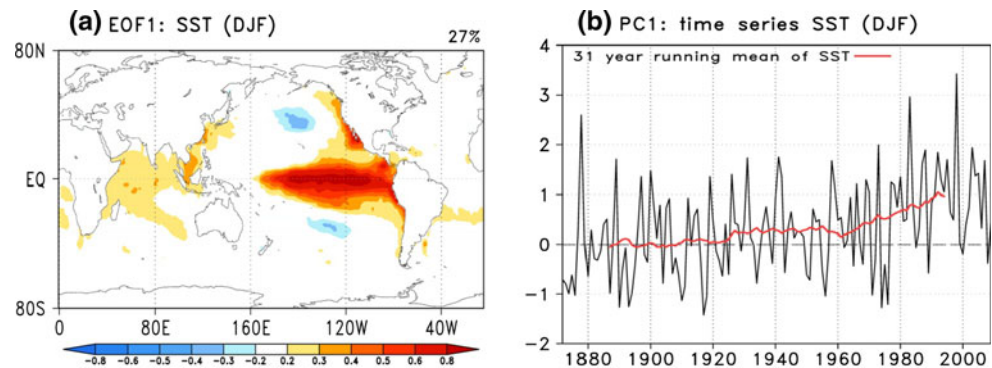 (a) EOF1: SST (DJF)
27%
80N
EQ
80S
0 80E 160E 120W 40W
-0.8 -0.6 -0.5 -0.4 -0.3 -0.2 0.2 0.3 0.4 0.5 0.6 0.8
(b) PC1: time series SST (DJF)
31 year running mean of SST
4
3
2
1
0
-1
-2
1880 1900 1920 1940 1960 1980 2000